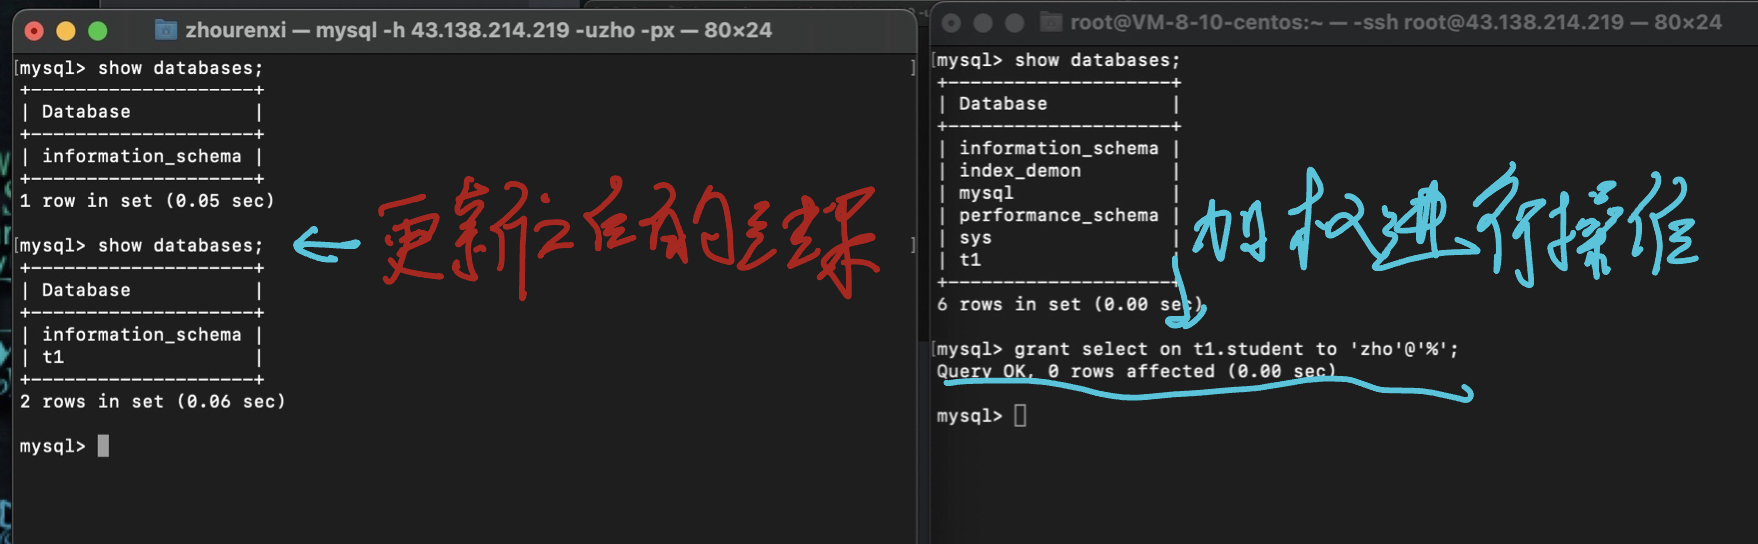 zhourenxi — mysql -h 43.138.214.219 -uzho -px — 80×24
[mysql> show databases; ]
+--------------------+
| Database           |
+--------------------+
| information_schema |
+--------------------+
1 row in set (0.05 sec)
[mysql> show databases; ]
+--------------------+
| Database           |
+--------------------+
| information_schema |
| t1                 |
+--------------------+
2 rows in set (0.06 sec)
mysql>
更新之后的结果
root@VM-8-10-centos:~ — -ssh root@43.138.214.219 — 80×24
[mysql> show databases;
+--------------------+
| Database           |
+--------------------+
| information_schema |
| index_demon        |
| mysql              |
| performance_schema |
| sys                |
| t1                 |
+--------------------+
6 rows in set (0.00 sec)
[mysql> grant select on t1.student to 'zho'@'%';
Query OK, 0 rows affected (0.00 sec)
mysql>
加权进行操作